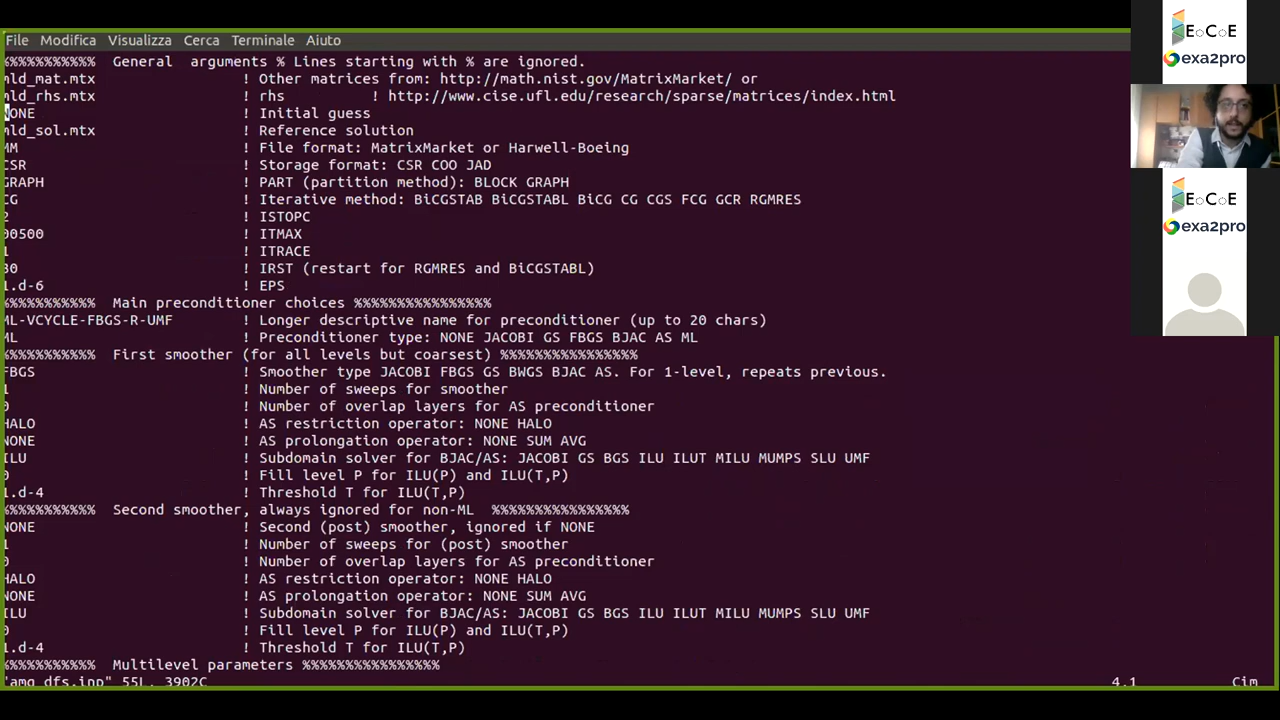 File Modifica Visualizza Cerca Terminale Aiuto
%%%%%%%%%%% General arguments % Lines starting with % are ignored.
mld_mat.mtx ! Other matrices from: http://math.nist.gov/MatrixMarket/ or
mld_rhs.mtx ! rhs ! http://www.cise.ufl.edu/research/sparse/matrices/index.html
NONE ! Initial guess
mld_sol.mtx ! Reference solution
MM ! File format: MatrixMarket or Harwell-Boeing
CSR ! Storage format: CSR COO JAD
GRAPH ! PART (partition method): BLOCK GRAPH
CG ! Iterative method: BiCGSTAB BiCGSTABL BiCG CG CGS FCG GCR RGMRES
2 ! ISTOPC
00500 ! ITMAX
1 ! ITRACE
30 ! IRST (restart for RGMRES and BiCGSTABL)
1.d-6 ! EPS
%%%%%%%%%%% Main preconditioner choices %%%%%%%%%%%%%%%%
ML-VCYCLE-FBGS-R-UMF ! Longer descriptive name for preconditioner (up to 20 chars)
ML ! Preconditioner type: NONE JACOBI GS FBGS BJAC AS ML
%%%%%%%%%%% First smoother (for all levels but coarsest) %%%%%%%%%%%%%%%%
FBGS ! Smoother type JACOBI FBGS GS BWGS BJAC AS. For 1-level, repeats previous.
1 ! Number of sweeps for smoother
0 ! Number of overlap layers for AS preconditioner
HALO ! AS restriction operator: NONE HALO
NONE ! AS prolongation operator: NONE SUM AVG
ILU ! Subdomain solver for BJAC/AS: JACOBI GS BGS ILU ILUT MILU MUMPS SLU UMF
0 ! Fill level P for ILU(P) and ILU(T,P)
1.d-4 ! Threshold T for ILU(T,P)
%%%%%%%%%%% Second smoother, always ignored for non-ML %%%%%%%%%%%%%%%%
NONE ! Second (post) smoother, ignored if NONE
1 ! Number of sweeps for (post) smoother
0 ! Number of overlap layers for AS preconditioner
HALO ! AS restriction operator: NONE HALO
NONE ! AS prolongation operator: NONE SUM AVG
ILU ! Subdomain solver for BJAC/AS: JACOBI GS BGS ILU ILUT MILU MUMPS SLU UMF
0 ! Fill level P for ILU(P) and ILU(T,P)
1.d-4 ! Threshold T for ILU(T,P)
%%%%%%%%%%% Multilevel parameters %%%%%%%%%%%%%%%%
"amg_dfs.inp" 55L, 3902C 4,1 Cim
EoCoE
exa2pro
EoCoE
exa2pro